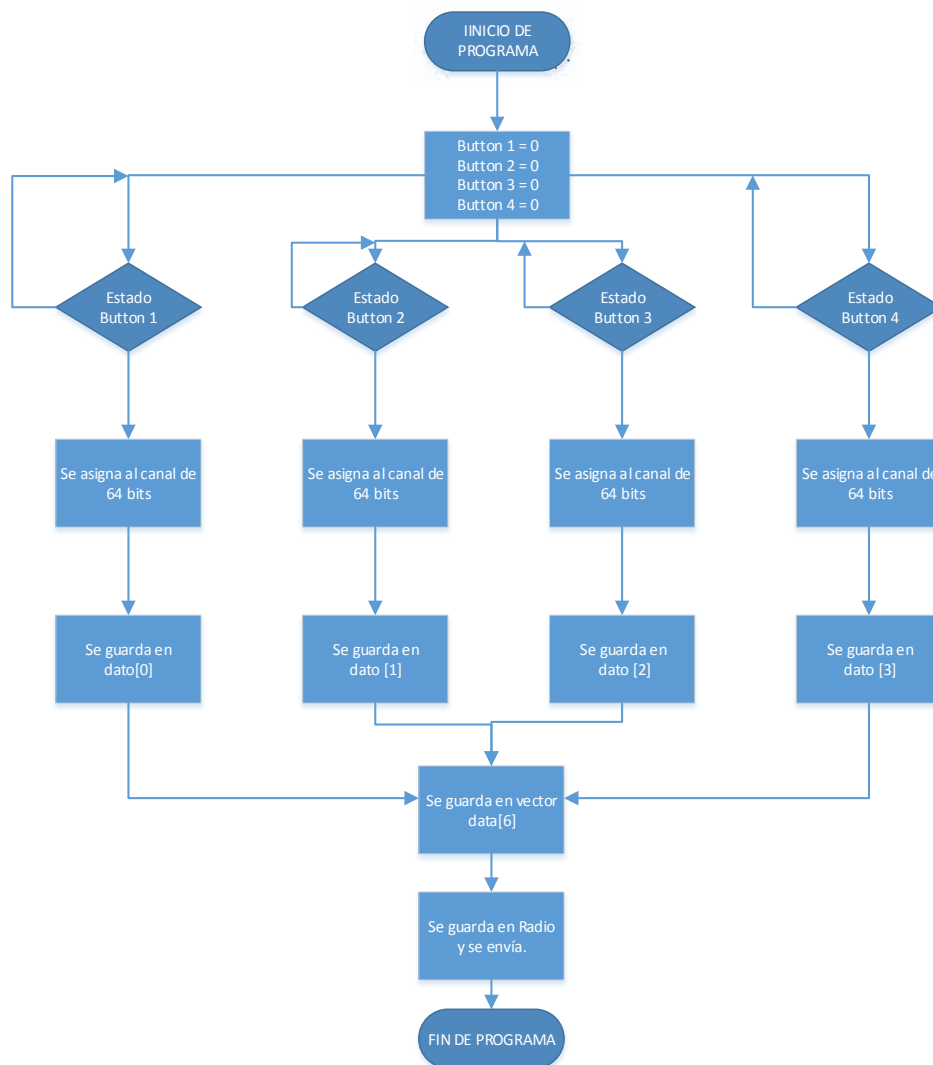 IINICIO DE
PROGRAMA
Button 1 = 0
Button 2 = 0
Button 3 = 0
Button 4 = 0
Estado
Button 1
Estado
Button 2
Estado
Button 3
Estado
Button 4
Se asigna al canal de
64 bits
Se asigna al canal de
64 bits
Se asigna al canal de
64 bits
Se asigna al canal de
64 bits
Se guarda en
dato[0]
Se guarda en
dato [1]
Se guarda en
dato [2]
Se guarda en
dato [3]
Se guarda en vector
data[6]
Se guarda en Radio
y se envía.
FIN DE PROGRAMA